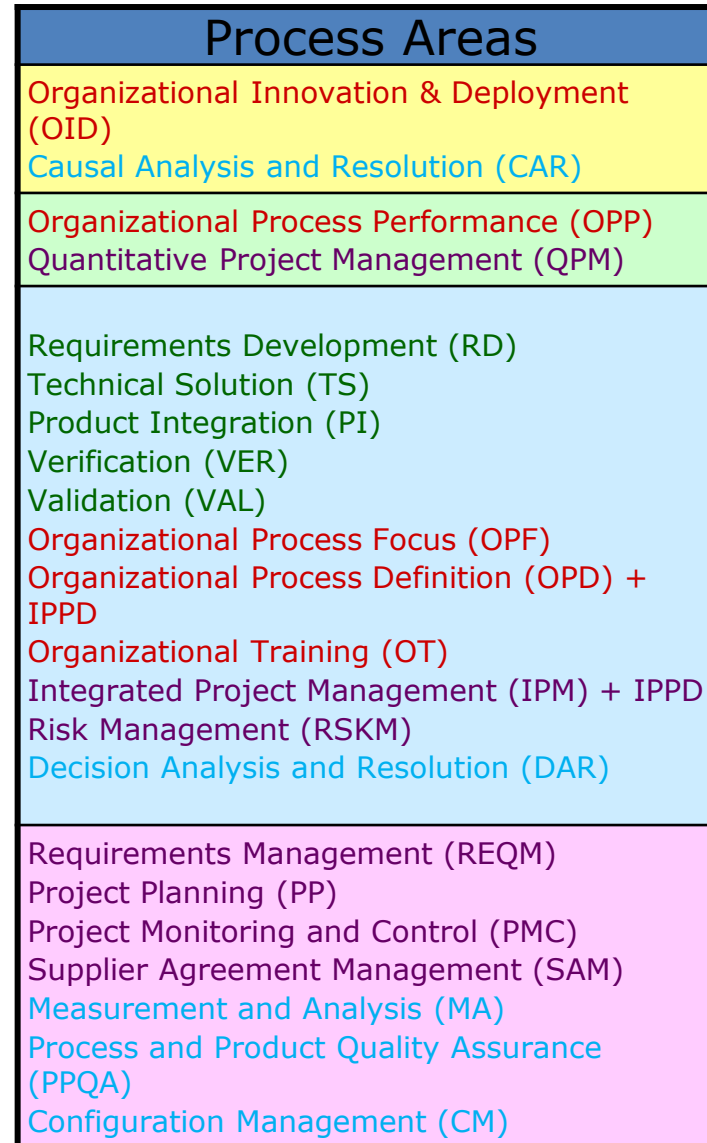 Process Areas
Organizational Innovation & Deployment
(OID)
Causal Analysis and Resolution (CAR)
Organizational Process Performance (OPP)
Quantitative Project Management (QPM)
Requirements Development (RD)
Technical Solution (TS)
Product Integration (PI)
Verification (VER)
Validation (VAL)
Organizational Process Focus (OPF)
Organizational Process Definition (OPD) +
IPPD
Organizational Training (OT)
Integrated Project Management (IPM) + IPPD
Risk Management (RSKM)
Decision Analysis and Resolution (DAR)
Requirements Management (REQM)
Project Planning (PP)
Project Monitoring and Control (PMC)
Supplier Agreement Management (SAM)
Measurement and Analysis (MA)
Process and Product Quality Assurance
(PPQA)
Configuration Management (CM)